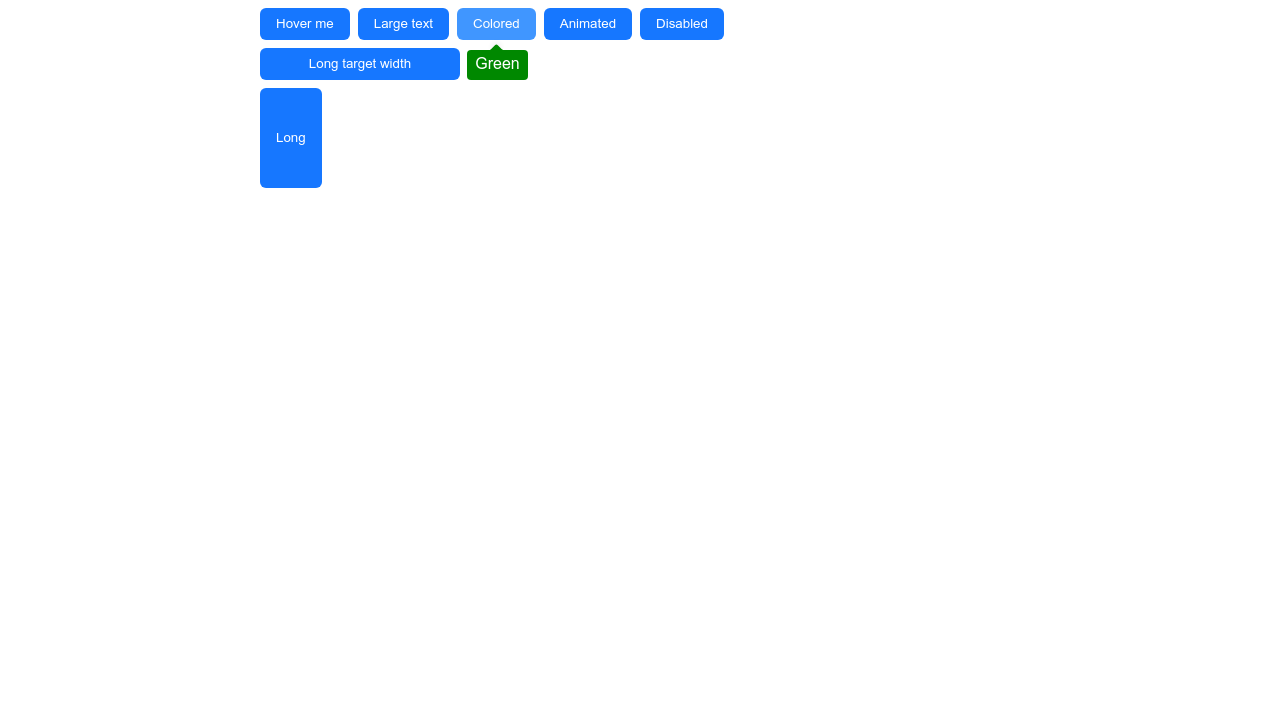 Hover me Large text Colored Animated Disabled
Long target width Green
Long